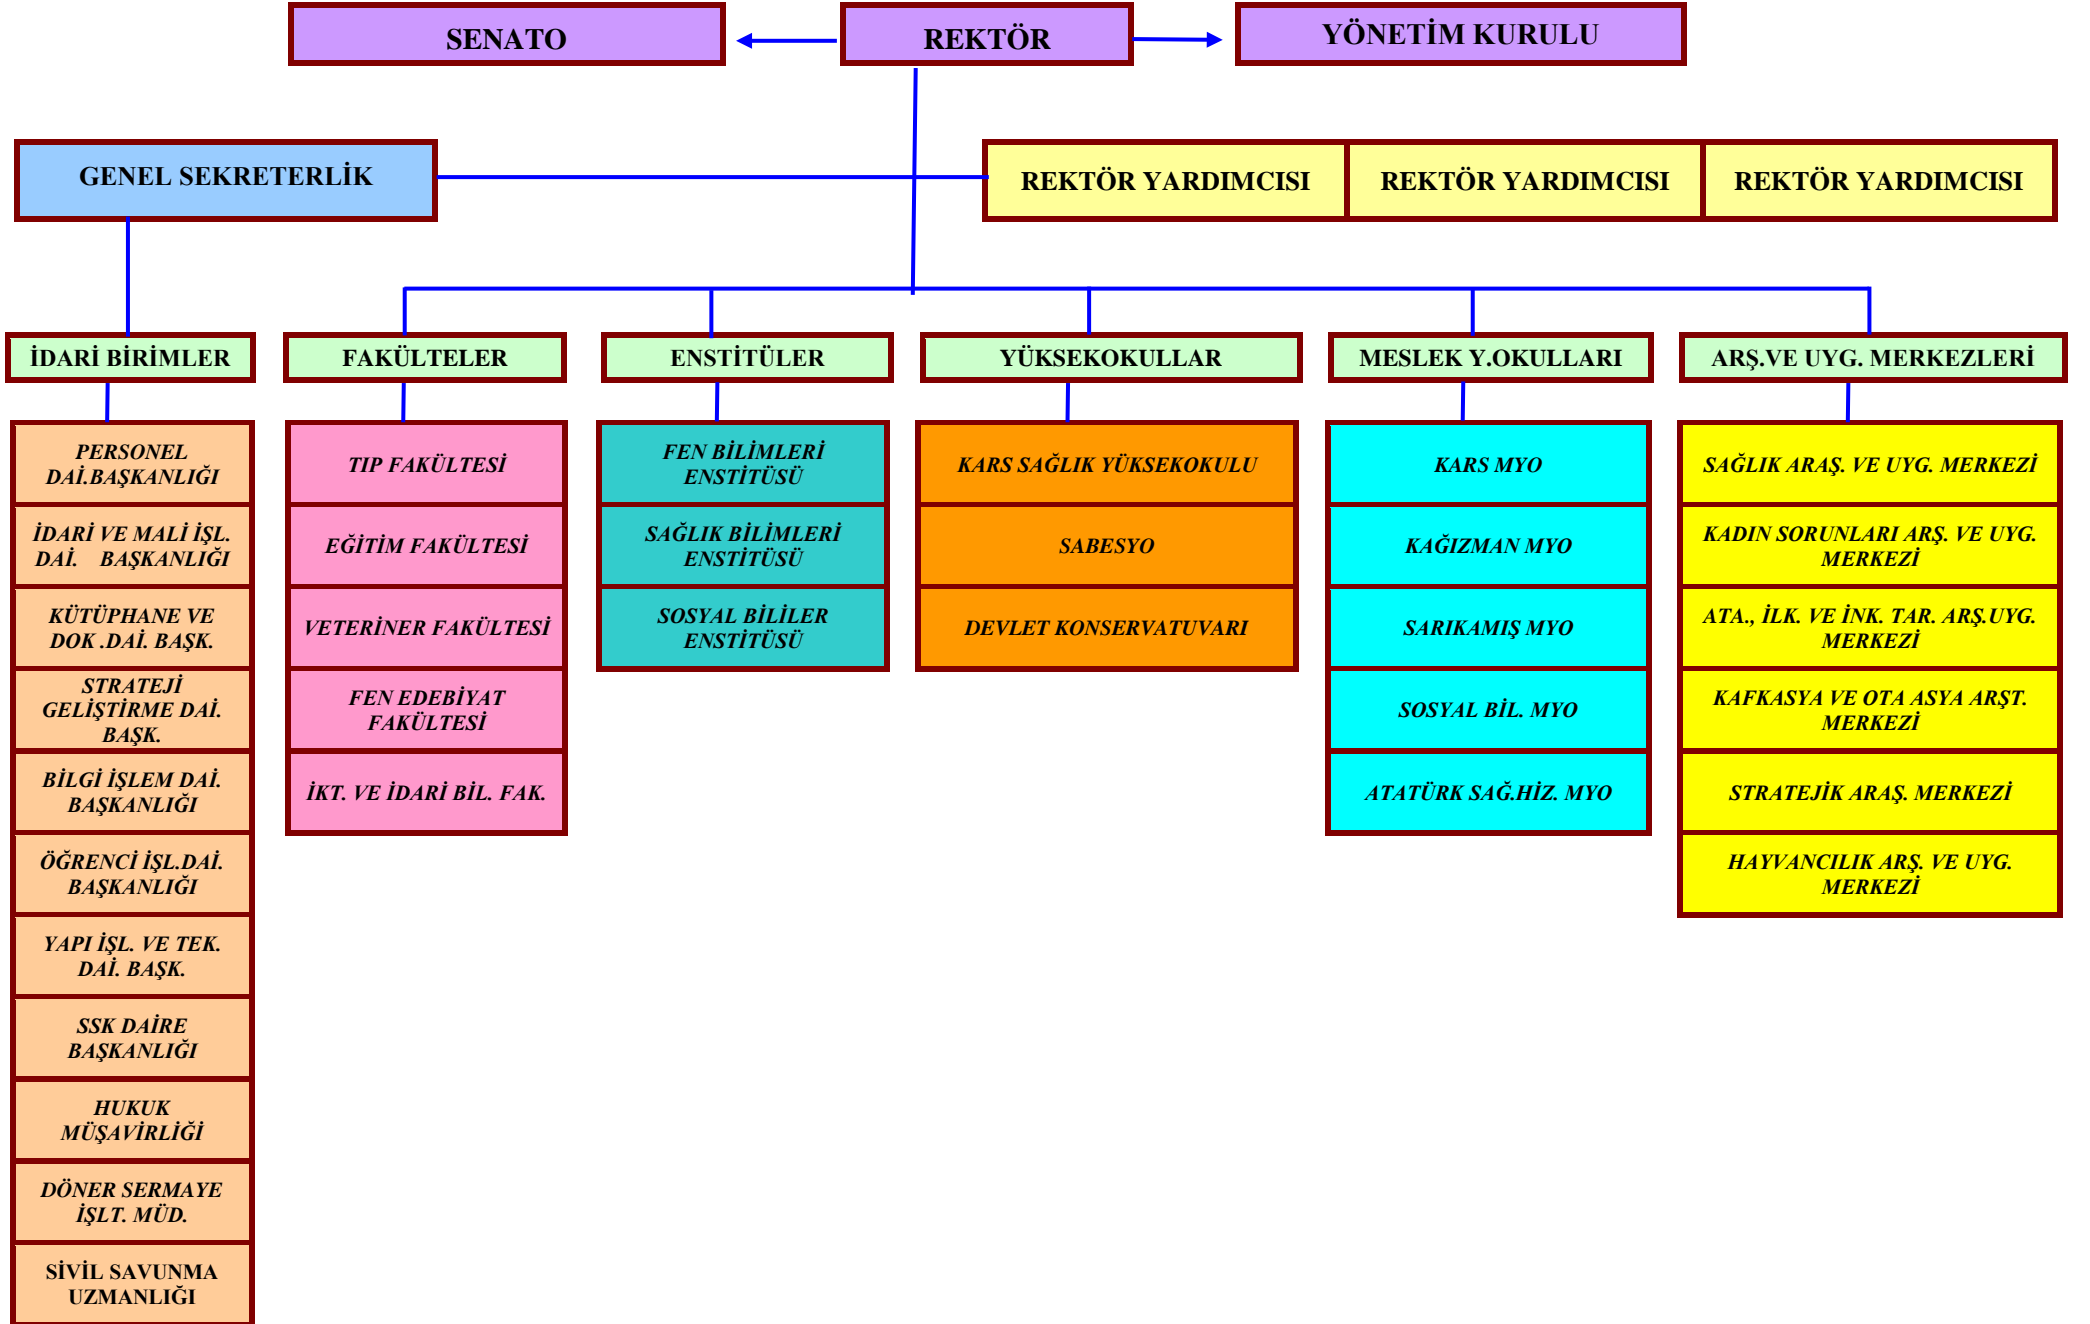 SENATO
REKTÖR
YÖNETİM KURULU
GENEL SEKRETERLİK
REKTÖR YARDIMCISI
REKTÖR YARDIMCISI
REKTÖR YARDIMCISI
İDARİ BİRİMLER
FAKÜLTELER
ENSTİTÜLER
YÜKSEKOKULLAR
MESLEK Y.OKULLARI
ARŞ.VE UYG. MERKEZLERİ
PERSONEL
DAİ.BAŞKANLIĞI
İDARİ VE MALİ İŞL.
DAİ. BAŞKANLIĞI
KÜTÜPHANE VE
DOK .DAİ. BAŞK.
STRATEJİ
GELİŞTİRME DAİ.
BAŞK.
BİLGİ İŞLEM DAİ.
BAŞKANLIĞI
ÖĞRENCİ İŞL.DAİ.
BAŞKANLIĞI
YAPI İŞL. VE TEK.
DAİ. BAŞK.
SSK DAİRE
BAŞKANLIĞI
HUKUK
MÜŞAVİRLİĞİ
DÖNER SERMAYE
İŞLT. MÜD.
SİVİL SAVUNMA
UZMANLIĞI
TIP FAKÜLTESİ
EĞİTİM FAKÜLTESİ
VETERİNER FAKÜLTESİ
FEN EDEBİYAT
FAKÜLTESİ
İKT. VE İDARİ BİL. FAK.
FEN BİLİMLERİ
ENSTİTÜSÜ
SAĞLIK BİLİMLERİ
ENSTİTÜSÜ
SOSYAL BİLİLER
ENSTİTÜSÜ
KARS SAĞLIK YÜKSEKOKULU
SABESYO
DEVLET KONSERVATUVARI
KARS MYO
KAĞIZMAN MYO
SARIKAMIŞ MYO
SOSYAL BİL. MYO
ATATÜRK SAĞ.HİZ. MYO
SAĞLIK ARAŞ. VE UYG. MERKEZİ
KADIN SORUNLARI ARŞ. VE UYG.
MERKEZİ
ATA., İLK. VE İNK. TAR. ARŞ.UYG.
MERKEZİ
KAFKASYA VE OTA ASYA ARŞT.
MERKEZİ
STRATEJİK ARAŞ. MERKEZİ
HAYVANCILIK ARŞ. VE UYG.
MERKEZİ